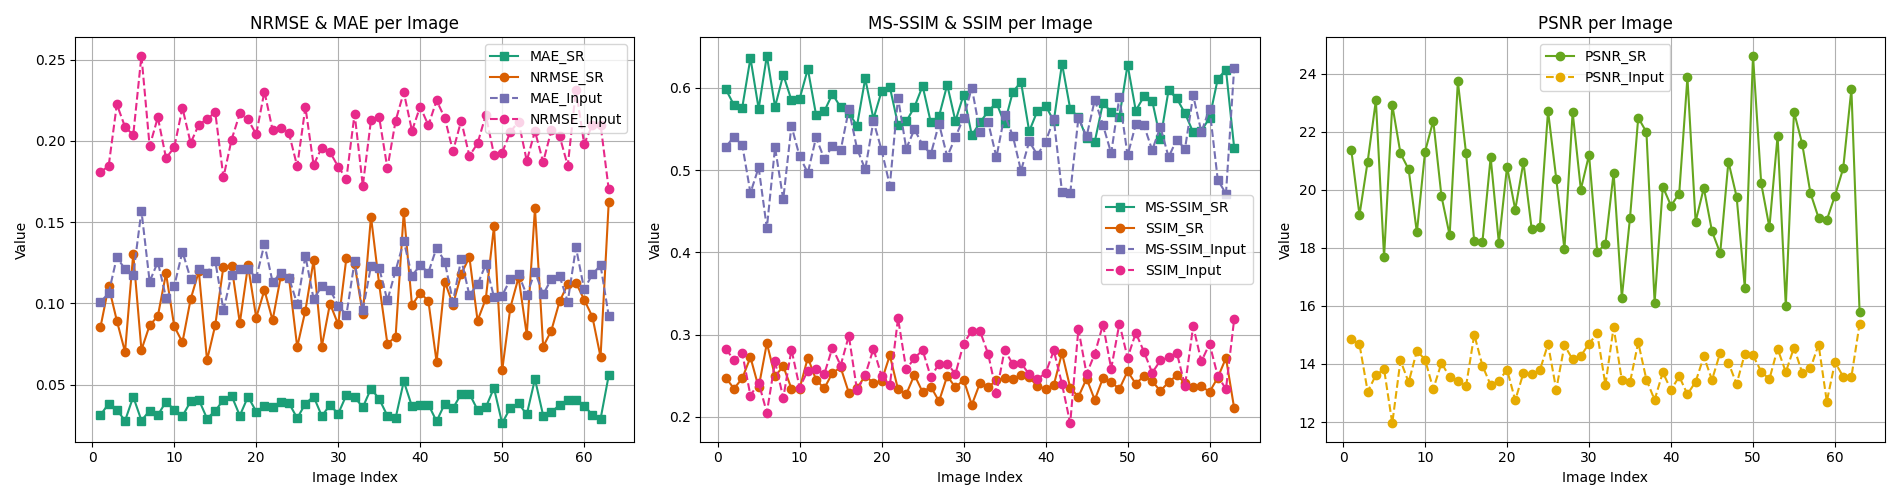 NRMSE & MAE per Image
MAE_SR
NRMSE_SR
MAE_Input
NRMSE_Input
0.25
0.20
0.15
0.10
0.05
Value
0
10
20
30
40
50
60
Image Index
MS-SSIM & SSIM per Image
MS-SSIM_SR
SSIM_SR
MS-SSIM_Input
SSIM_Input
0.6
0.5
0.4
0.3
0.2
Value
0
10
20
30
40
50
60
Image Index
PSNR per Image
PSNR_SR
PSNR_Input
24
22
20
18
16
14
12
Value
0
10
20
30
40
50
60
Image Index